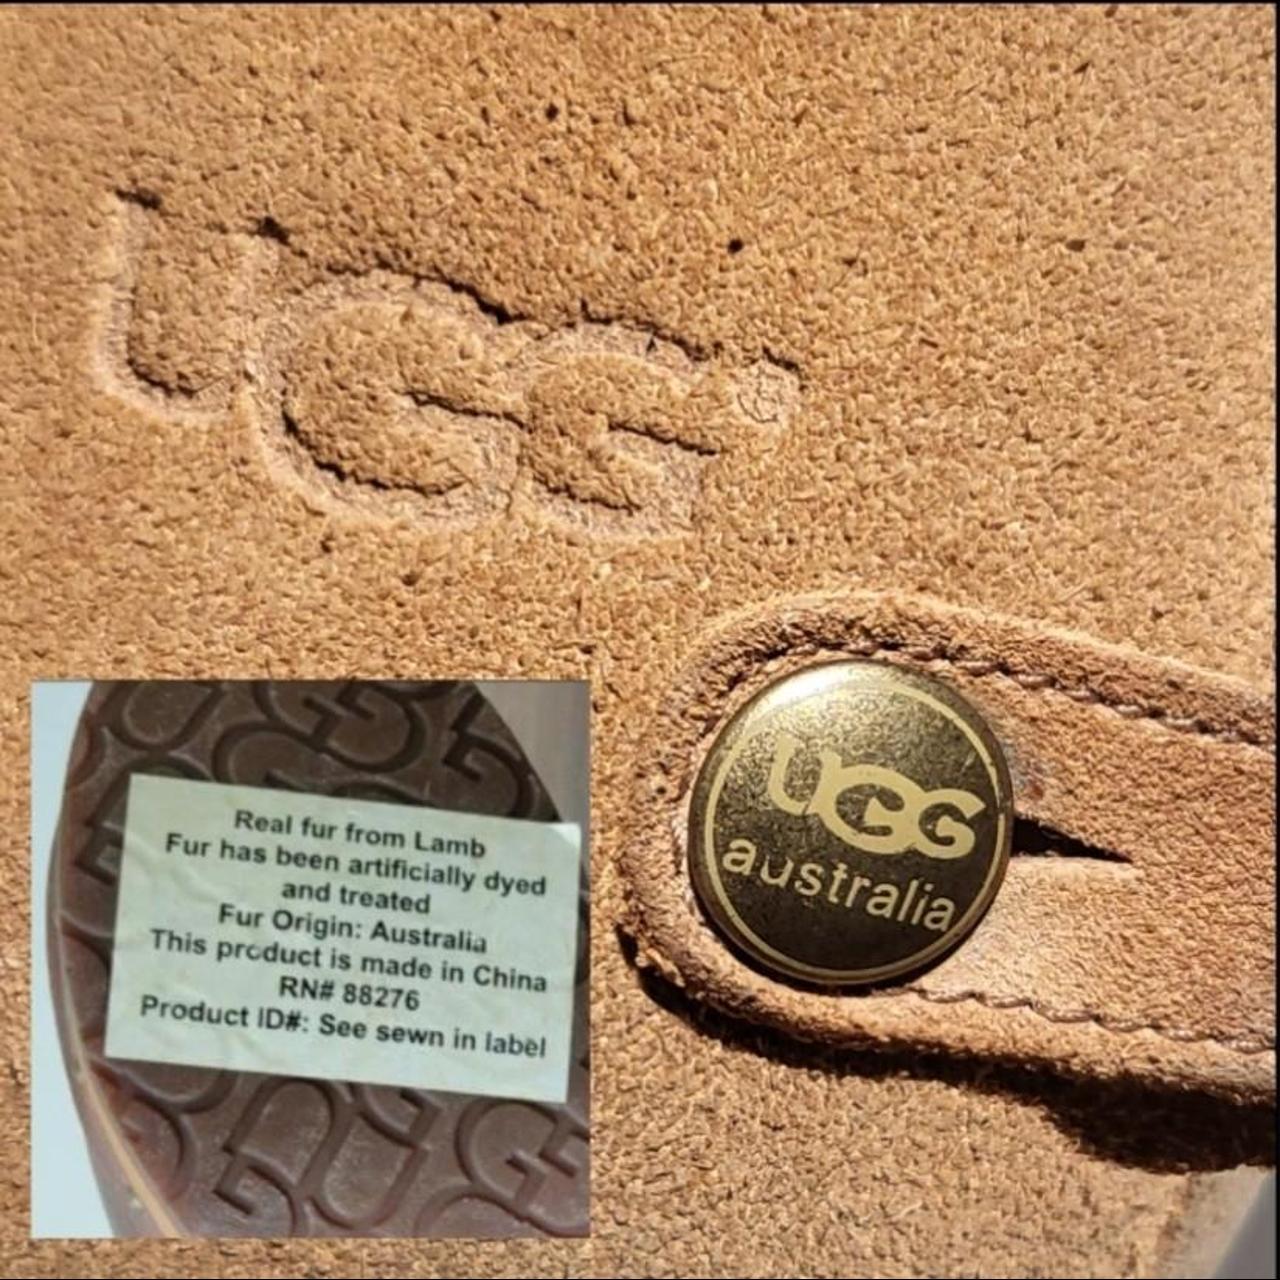 UGG
UGG
australia
Real fur from Lamb
Fur has been artificially dyed
and treated
Fur Origin: Australia
This product is made in China
RN# 88276
Product ID#: See sewn in label